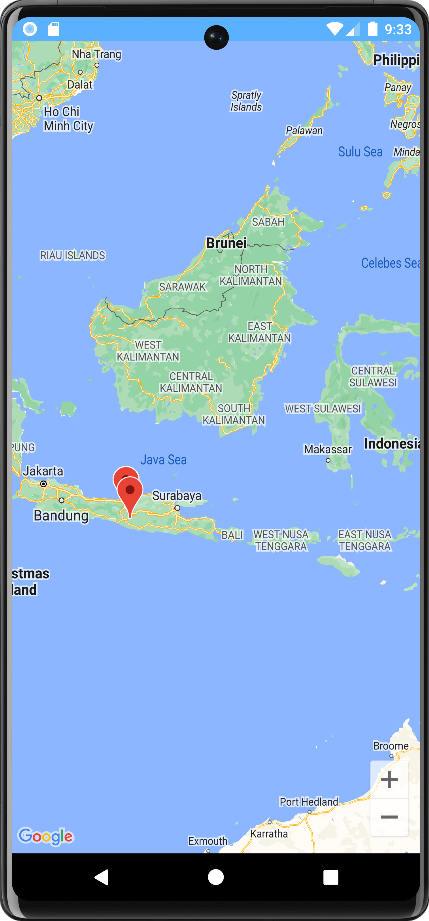 9:33
Nha Trang
Philippi
Dalat
Panay
Spratly
Islands
Ho Chi
Minh City
Negros
Palawan
Sulu Sea
Minda
SABAH
Brunei
RIAU ISLANDS
Celebes Sea
NORTH
KALIMANTAN
SARAWAK
EAST
KALIMANTAN
WEST
KALIMANTAN
CENTRAL
SULAWESI
CENTRAL
KALIMANTAN
SOUTH
KALIMANTAN
WEST SULAWESI
PUNG
Indonesia
Makassar
Java Sea
Jakarta
Surabaya
Bandung
BALI
WEST NUSA
TENGGARA
EAST NUSA
TENGGARA
stmas
land
Broome
+
Port Hedland
−
Karratha
Google
Exmouth